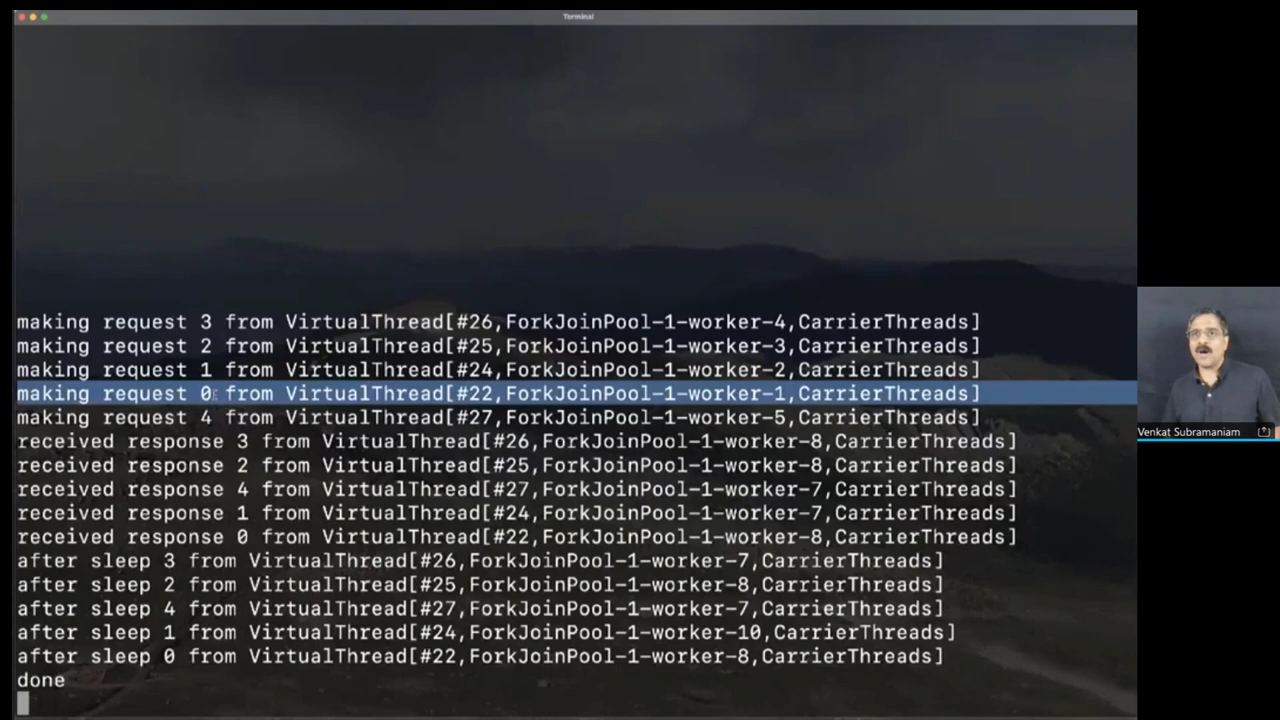 Terminal
making request 3 from VirtualThread[#26,ForkJoinPool-1-worker-4,CarrierThreads]
making request 2 from VirtualThread[#25,ForkJoinPool-1-worker-3,CarrierThreads]
making request 1 from VirtualThread[#24,ForkJoinPool-1-worker-2,CarrierThreads]
making request 0 from VirtualThread[#22,ForkJoinPool-1-worker-1,CarrierThreads]
making request 4 from VirtualThread[#27,ForkJoinPool-1-worker-5,CarrierThreads]
received response 3 from VirtualThread[#26,ForkJoinPool-1-worker-8,CarrierThreads]
received response 2 from VirtualThread[#25,ForkJoinPool-1-worker-8,CarrierThreads]
received response 4 from VirtualThread[#27,ForkJoinPool-1-worker-7,CarrierThreads]
received response 1 from VirtualThread[#24,ForkJoinPool-1-worker-7,CarrierThreads]
received response 0 from VirtualThread[#22,ForkJoinPool-1-worker-8,CarrierThreads]
after sleep 3 from VirtualThread[#26,ForkJoinPool-1-worker-7,CarrierThreads]
after sleep 2 from VirtualThread[#25,ForkJoinPool-1-worker-8,CarrierThreads]
after sleep 4 from VirtualThread[#27,ForkJoinPool-1-worker-7,CarrierThreads]
after sleep 1 from VirtualThread[#24,ForkJoinPool-1-worker-10,CarrierThreads]
after sleep 0 from VirtualThread[#22,ForkJoinPool-1-worker-8,CarrierThreads]
done
Venkat Subramaniam